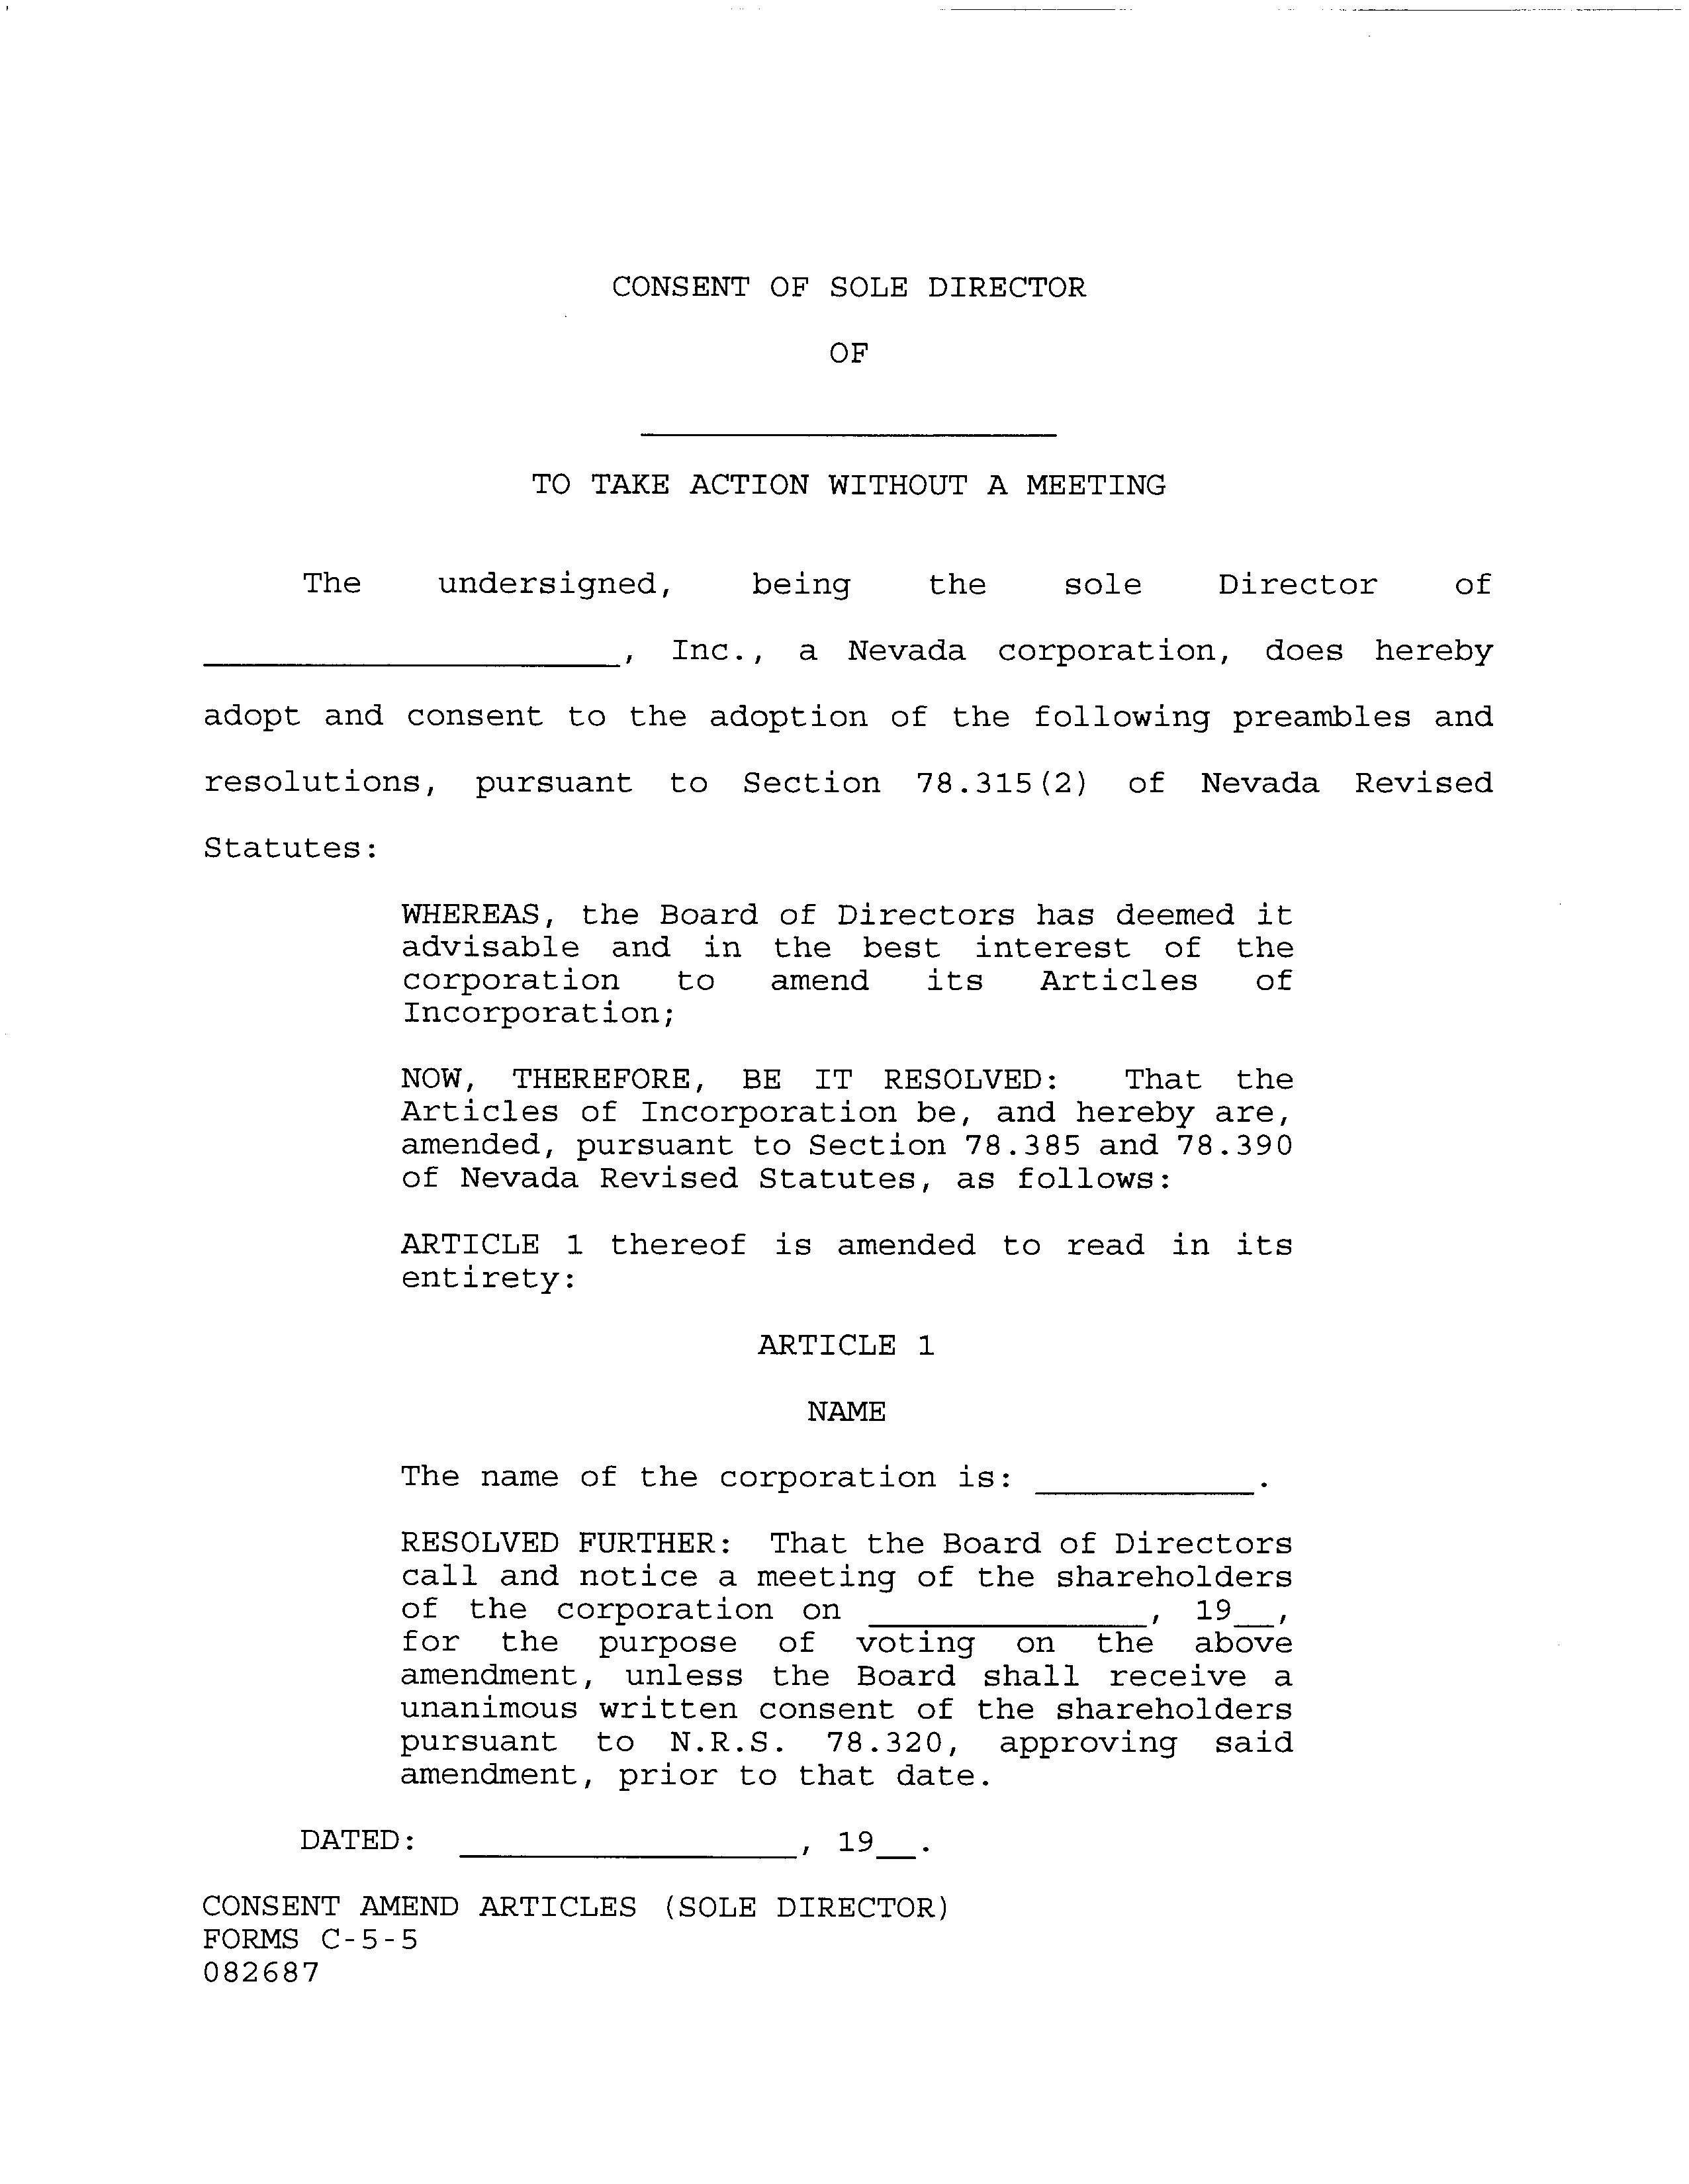 CONSENT OF SOLE DIRECTOR
OF
____________________
TO TAKE ACTION WITHOUT A MEETING
The undersigned, being the sole Director of
____________________, Inc., a Nevada corporation, does hereby
adopt and consent to the adoption of the following preambles and
resolutions, pursuant to Section 78.315(2) of Nevada Revised
Statutes:
WHEREAS, the Board of Directors has deemed it
advisable and in the best interest of the
corporation to amend its Articles of
Incorporation;
NOW, THEREFORE, BE IT RESOLVED: That the
Articles of Incorporation be, and hereby are,
amended, pursuant to Section 78.385 and 78.390
of Nevada Revised Statutes, as follows:
ARTICLE 1 thereof is amended to read in its
entirety:
ARTICLE 1
NAME
The name of the corporation is: ___________.
RESOLVED FURTHER: That the Board of Directors
call and notice a meeting of the shareholders
of the corporation on ______________, 19__,
for the purpose of voting on the above
amendment, unless the Board shall receive a
unanimous written consent of the shareholders
pursuant to N.R.S. 78.320, approving said
amendment, prior to that date.
DATED: _________________, 19__.
CONSENT AMEND ARTICLES (SOLE DIRECTOR)
FORMS C-5-5
082687